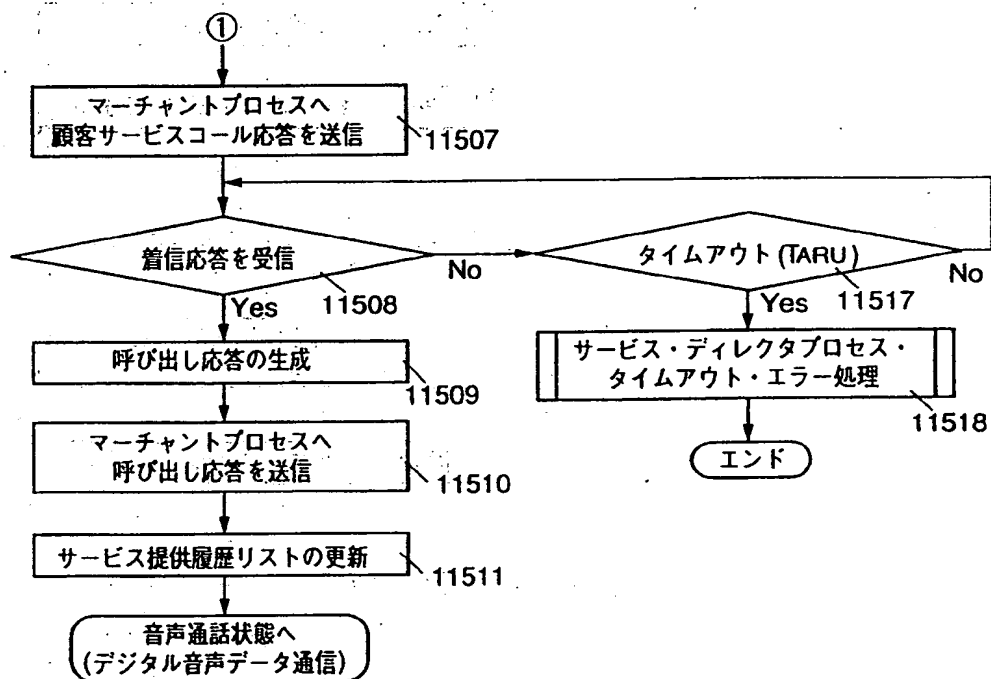 ①
マーチャントプロセスへ
顧客サービスコール応答を送信
11507
着信応答を受信
No
11508
Yes
タイムアウト(TARU)
No
11517
Yes
呼び出し応答の生成
11509
サービス・ディレクタプロセス・
タイムアウト・エラー処理
11518
エンド
マーチャントプロセスへ
呼び出し応答を送信
11510
サービス提供履歴リストの更新
11511
音声通話状態へ
(デジタル音声データ通信)